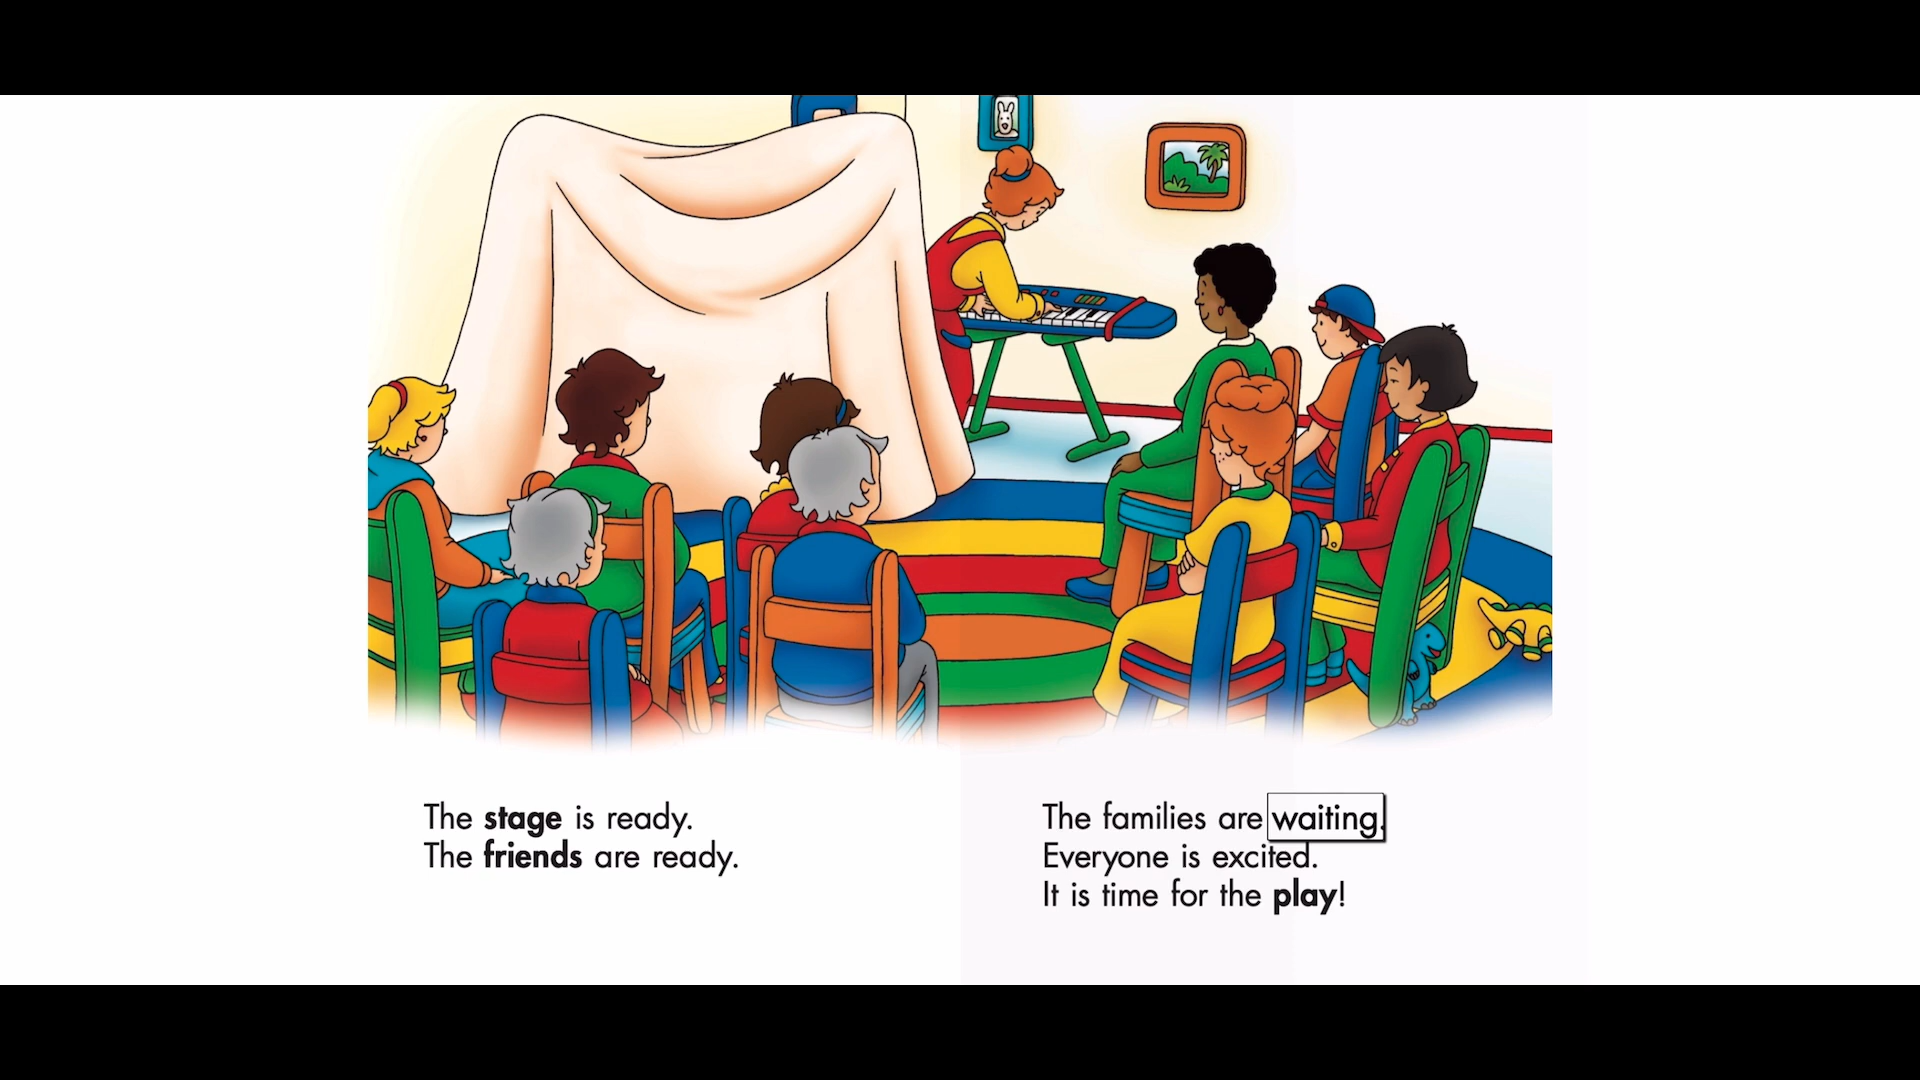 The stage is ready.
The friends are ready.
The families are waiting.
Everyone is excited.
It is time for the play!